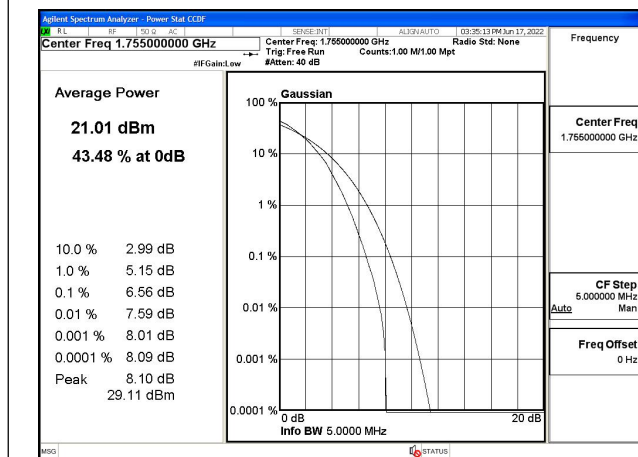 Agilent Spectrum Analyzer - Power Stat CCDF
RL RF 50 Ω AC SENSE:INT ALIGNAUTO 03:35:13 PM Jun 17, 2022
Center Freq 1.755000000 GHz
Center Freq: 1.755000000 GHz Radio Std: None
Trig: Free Run Counts:1.00 M/1.00 Mpt
#IFGain:Low #Atten: 40 dB
Frequency
Average Power
21.01 dBm
43.48 % at 0dB
10.0 % 2.99 dB
1.0 % 5.15 dB
0.1 % 6.56 dB
0.01 % 7.59 dB
0.001 % 8.01 dB
0.0001 % 8.09 dB
Peak 8.10 dB
29.11 dBm
Gaussian
100 %
10 %
1 %
0.1 %
0.01 %
0.001 %
0.0001 %
0 dB 20 dB
Info BW 5.0000 MHz
Center Freq
1.755000000 GHz
CF Step
5.000000 MHz
Auto Man
Freq Offset
0 Hz
MSG STATUS